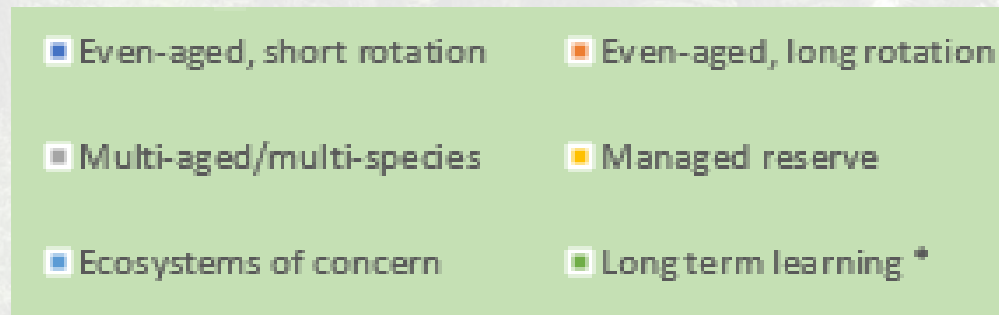 Even-aged, short rotation
Even-aged, long rotation
Multi-aged/multi-species
Managed reserve
Ecosystems of concern
Long term learning *